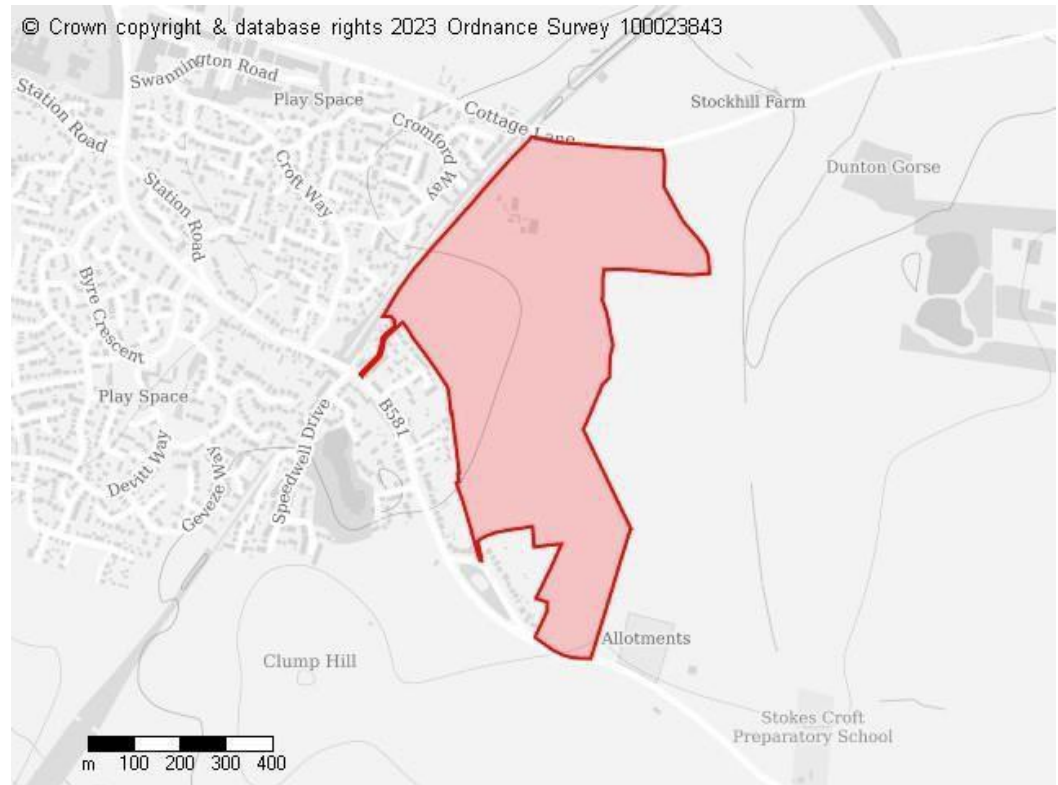 © Crown copyright & database rights 2023 Ordnance Survey 100023843
Swannington Road
Station Road
Play Space
Cottage Lane
Cromford Way
Stockhill Farm
Dunton Gorse
Croft Way
Station Road
Byre Crescent
Play Space
B581
Speedwell Drive
Devitt Way
Geveze Way
Clump Hill
Allotments
Stokes Croft
Preparatory School
m 100 200 300 400